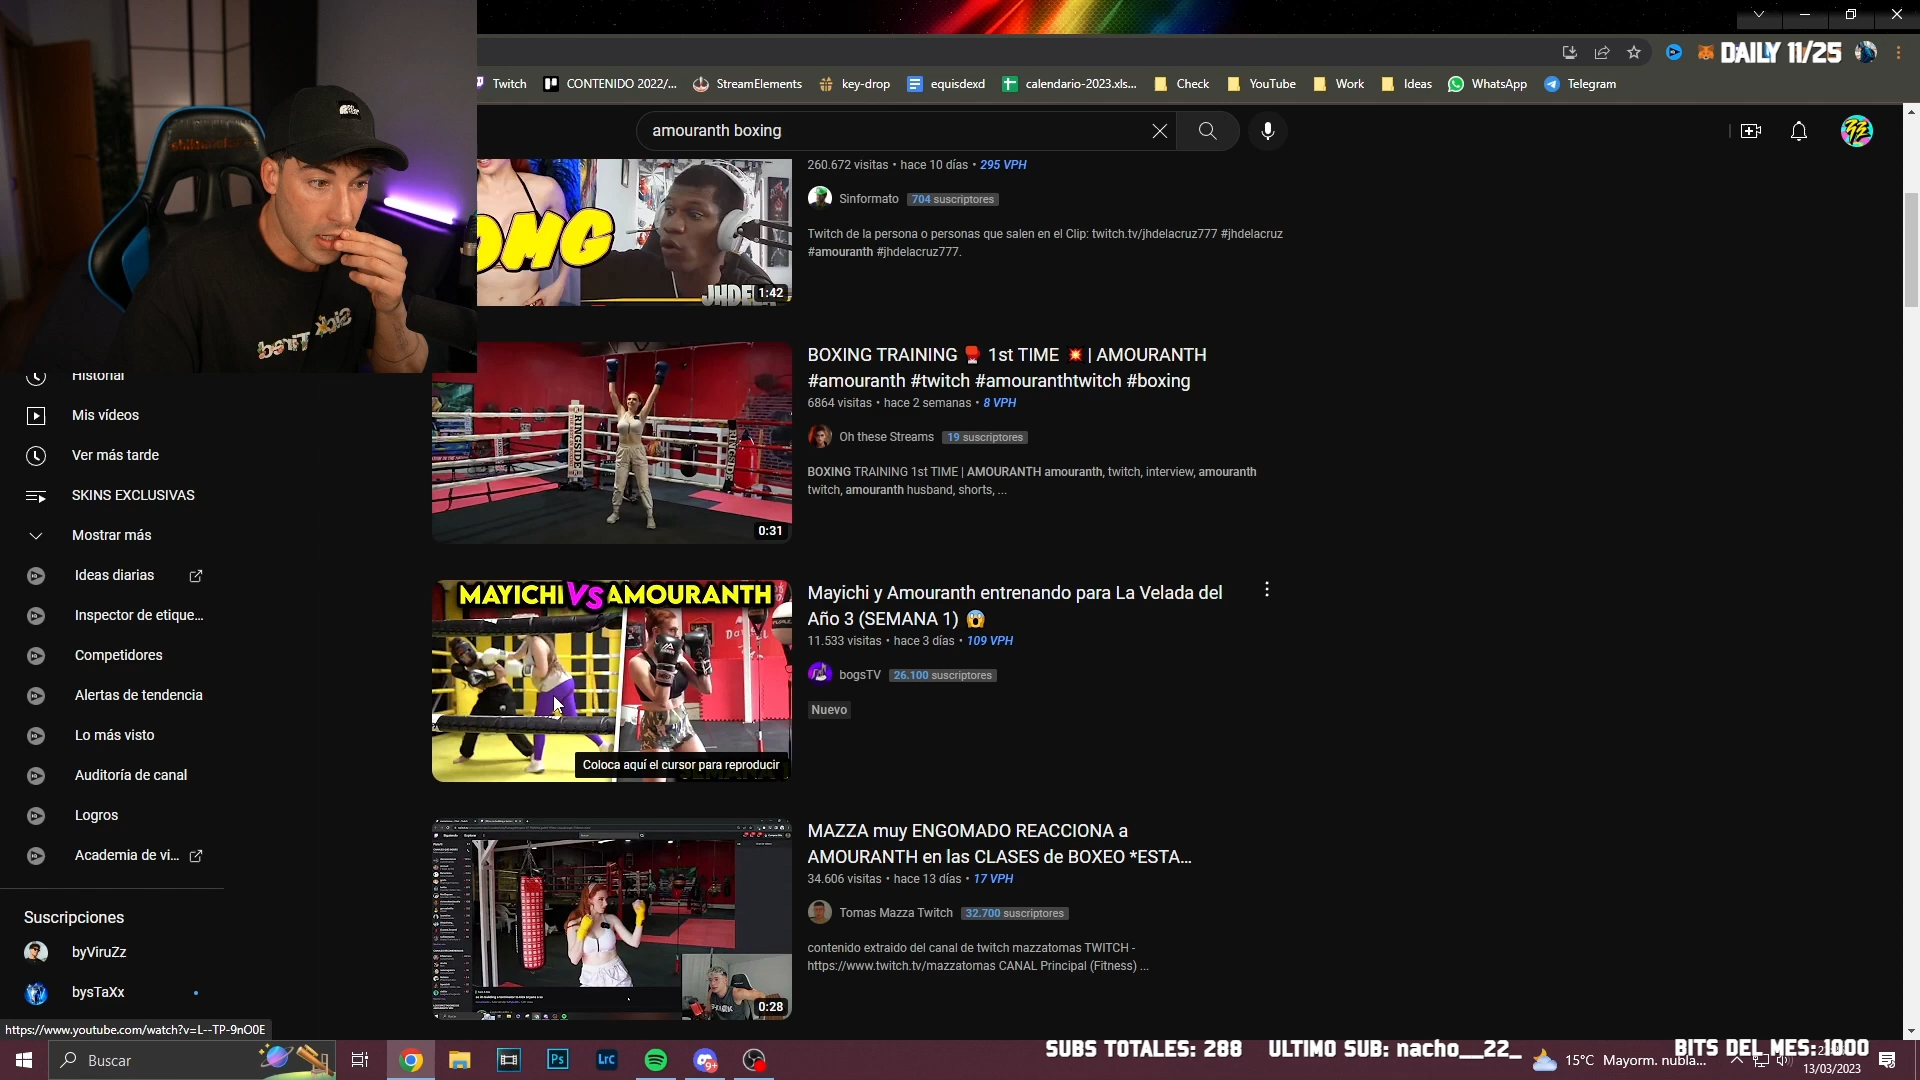 DAILY 11/25
Twitch
CONTENIDO 2022/...
StreamElements
key-drop
equisdexd
calendario-2023.xls...
Check
YouTube
Work
Ideas
WhatsApp
Telegram
amouranth boxing
260.672 visitas • hace 10 días • 295 VPH
Sinformato 704 suscriptores
Twitch de la persona o personas que salen en el Clip: twitch.tv/jhdelacruz777 #jhdelacruz
#amouranth #jhdelacruz777.
OMG
1:42
Sick Tired
Historial
Mis vídeos
Ver más tarde
SKINS EXCLUSIVAS
Mostrar más
Ideas diarias
Inspector de etique...
Competidores
Alertas de tendencia
Lo más visto
Auditoría de canal
Logros
Academia de vi...
Suscripciones
byViruZz
bysTaXx
BOXING TRAINING 🥊 1st TIME 💥 | AMOURANTH
#amouranth #twitch #amouranthtwitch #boxing
6864 visitas • hace 2 semanas • 8 VPH
Oh these Streams 19 suscriptores
BOXING TRAINING 1st TIME | AMOURANTH amouranth, twitch, interview, amouranth
twitch, amouranth husband, shorts, ...
RINGSIDE
0:31
MAYICHI VS AMOURANTH
Coloca aquí el cursor para reproducir
Mayichi y Amouranth entrenando para La Velada del
Año 3 (SEMANA 1) 😱
11.533 visitas • hace 3 días • 109 VPH
bogsTV 26.100 suscriptores
Nuevo
MAZZA muy ENGOMADO REACCIONA a
AMOURANTH en las CLASES de BOXEO *ESTA...
34.606 visitas • hace 13 días • 17 VPH
Tomas Mazza Twitch 32.700 suscriptores
contenido extraido del canal de twitch mazzatomas TWITCH -
https://www.twitch.tv/mazzatomas CANAL Principal (Fitness) ...
0:28
https://www.youtube.com/watch?v=L--TP-9nO0E
Buscar
Ps
LrC
9+
SUBS TOTALES: 288
ULTIMO SUB: nacho__22_
15°C Mayorm. nubla...
BITS DEL MES: 1000
13/03/2023